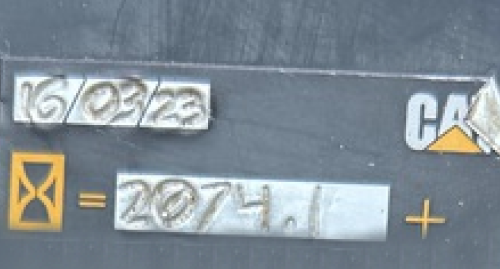 16/03/23
CAT
= 2074.1 +